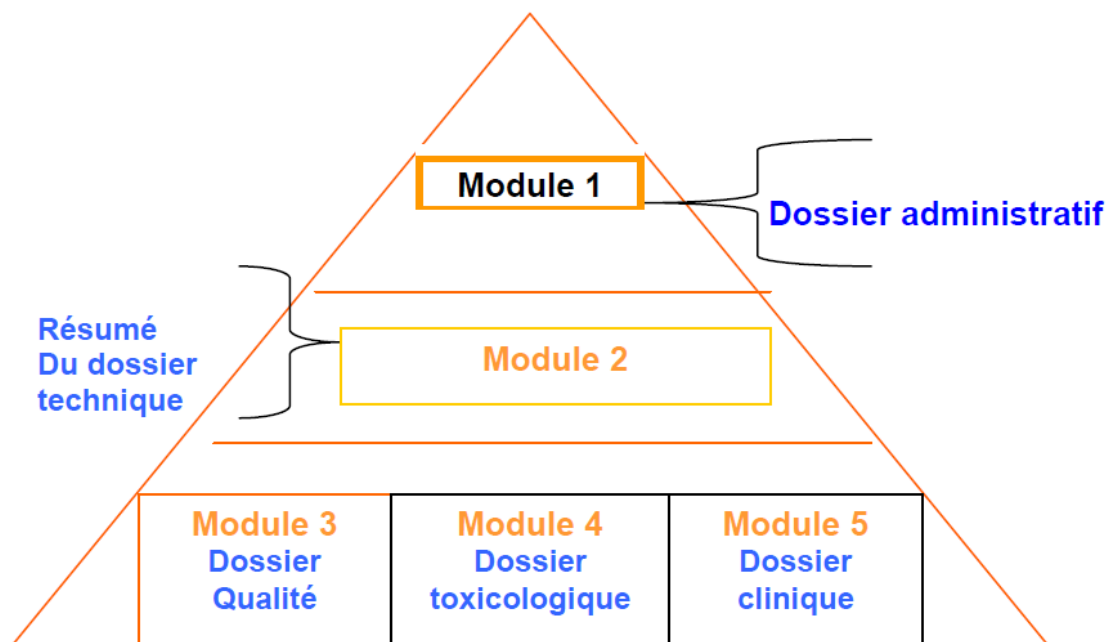 Module 1
Dossier administratif
Résumé
Du dossier
technique
Module 2
Module 3
Dossier
Qualité
Module 4
Dossier
toxicologique
Module 5
Dossier
clinique